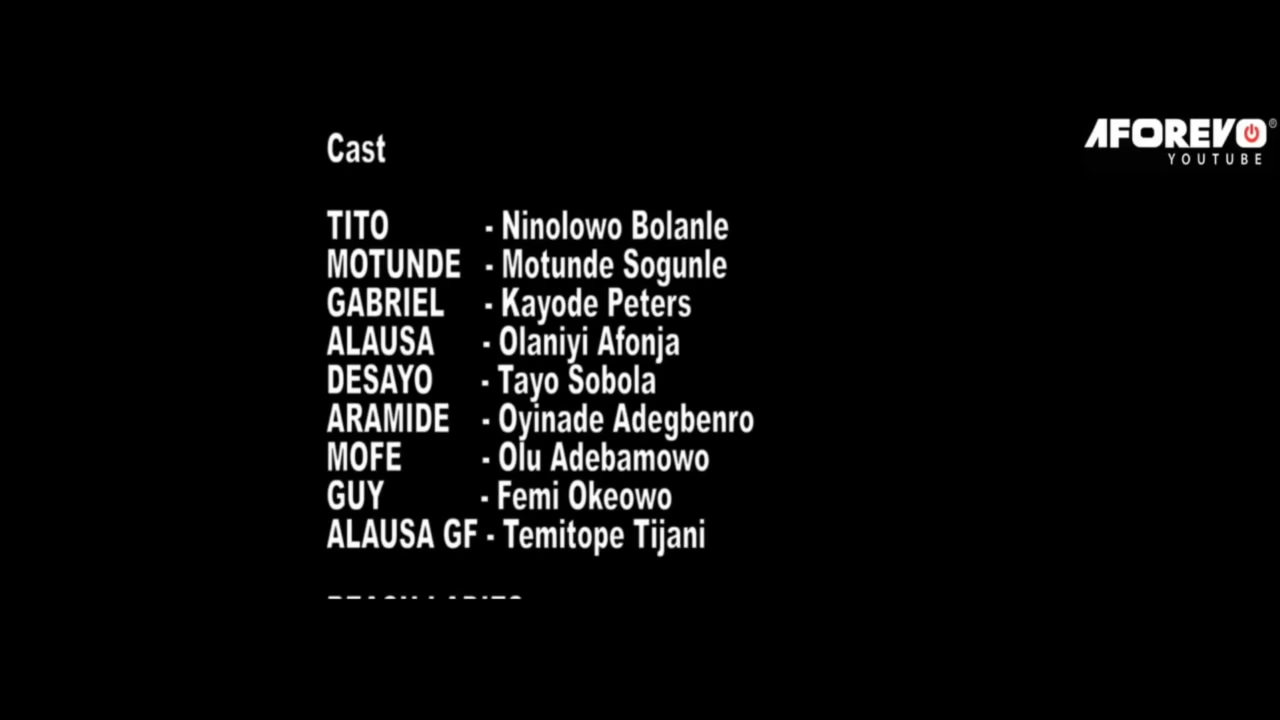 Cast
AFOREVO®
YOUTUBE
TITO - Ninolowo Bolanle
MOTUNDE - Motunde Sogunle
GABRIEL - Kayode Peters
ALAUSA - Olaniyi Afonja
DESAYO - Tayo Sobola
ARAMIDE - Oyinade Adegbenro
MOFE - Olu Adebamowo
GUY - Femi Okeowo
ALAUSA GF - Temitope Tijani